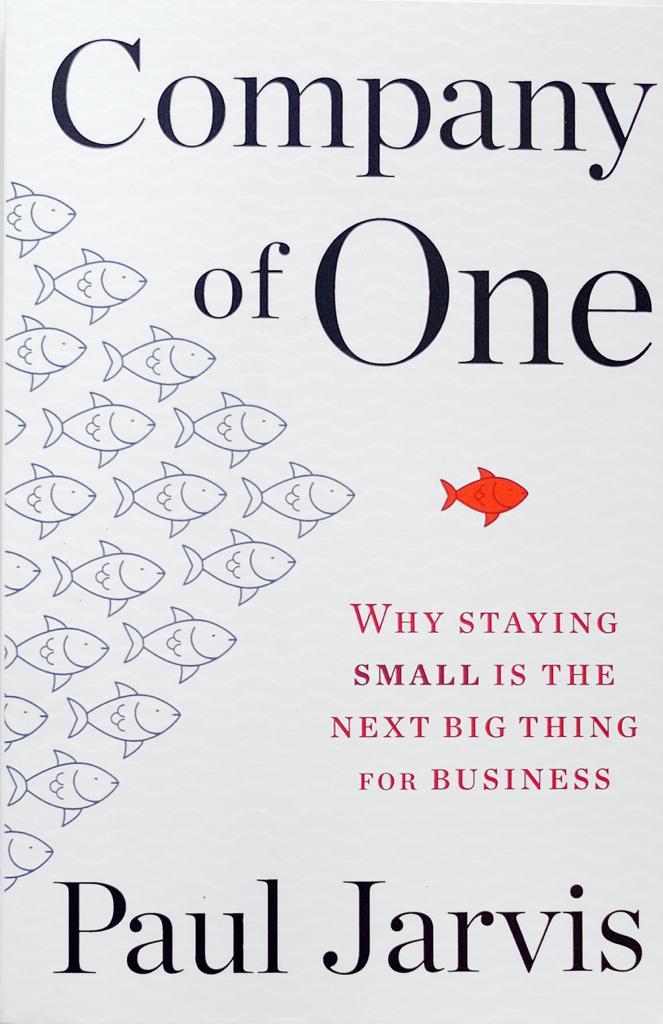 Company
of One
Why staying
small is the
next big thing
for business
Paul Jarvis